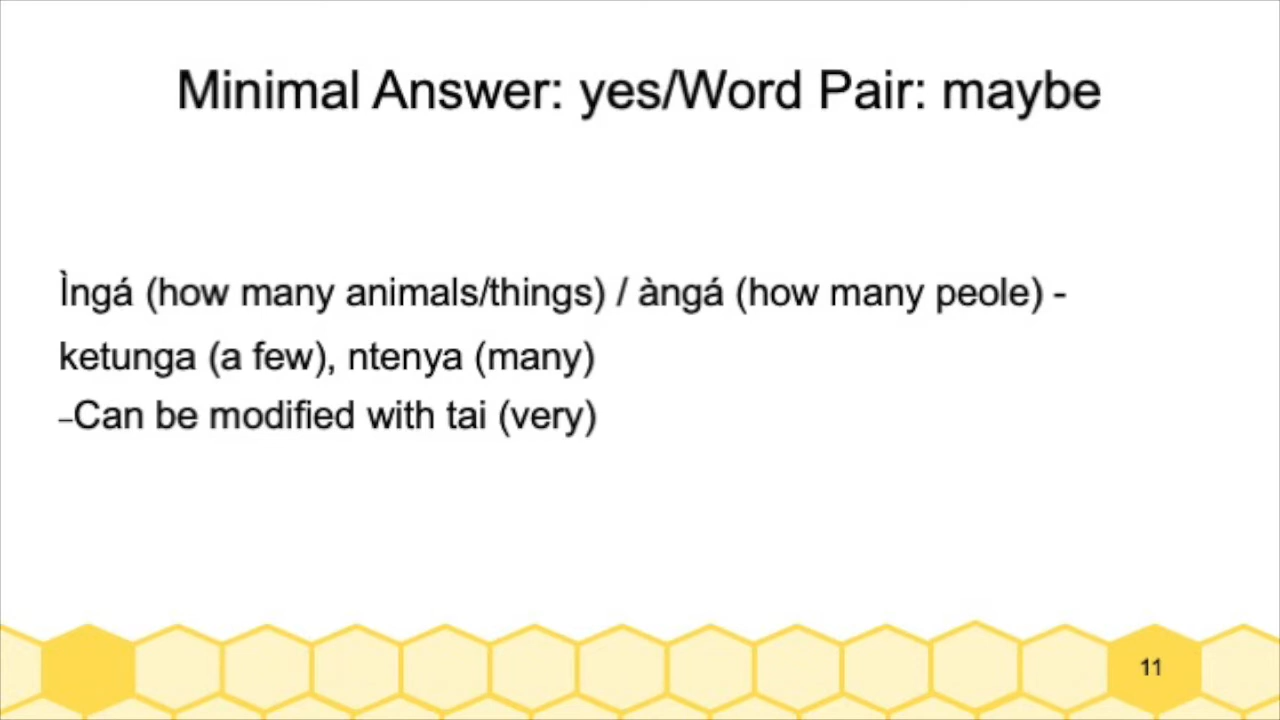 Minimal Answer: yes/Word Pair: maybe
Ìngá (how many animals/things) / àngá (how many peole) -
ketunga (a few), ntenya (many)
–Can be modified with tai (very)
11